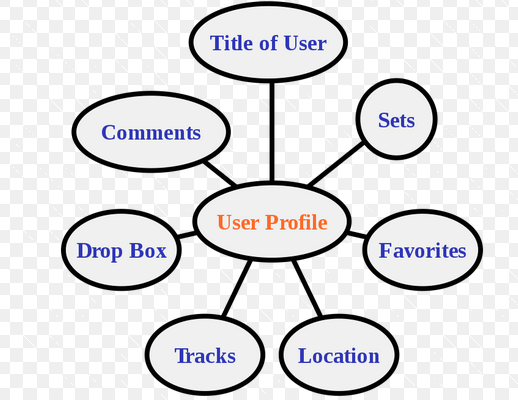 Title of User
Sets
Comments
User Profile
Drop Box
Favorites
Tracks
Location